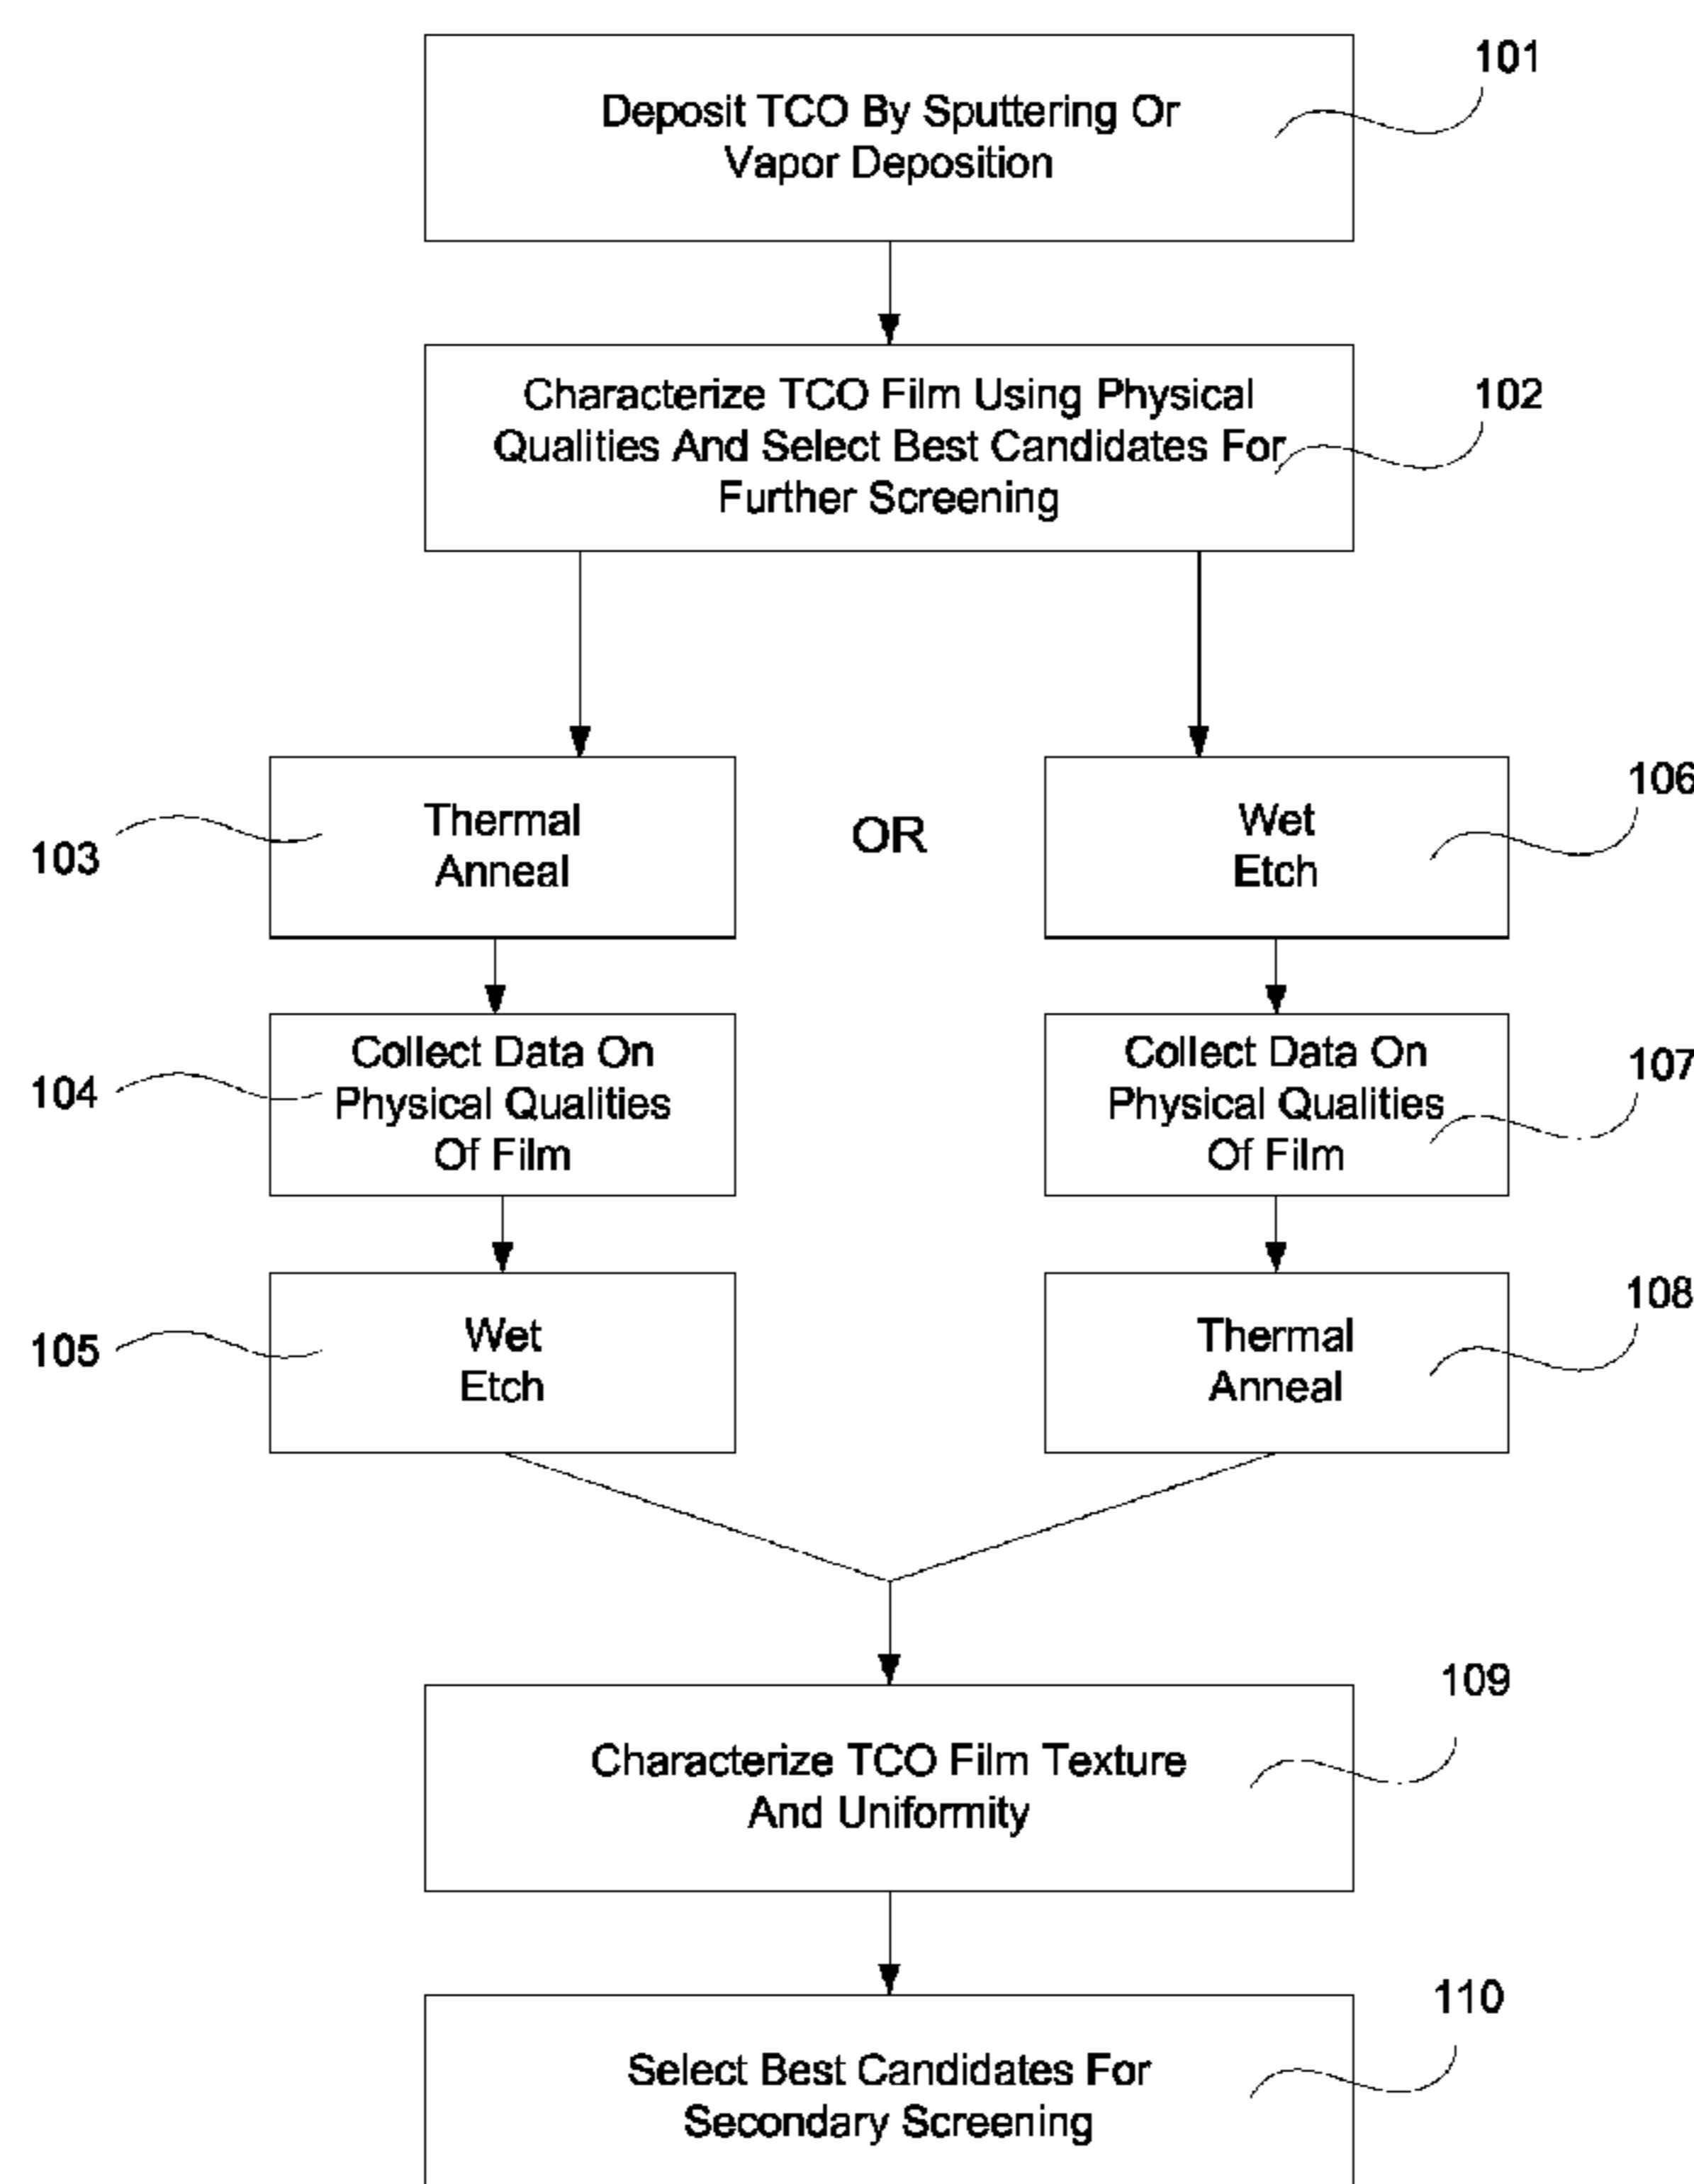 101
Deposit TCO By Sputtering Or
Vapor Deposition
102
Characterize TCO Film Using Physical
Qualities And Select Best Candidates For
Further Screening
103
Thermal
Anneal
OR
106
Wet
Etch
104
Collect Data On
Physical Qualities
Of Film
107
Collect Data On
Physical Qualities
Of Film
105
Wet
Etch
108
Thermal
Anneal
109
Characterize TCO Film Texture
And Uniformity
110
Select Best Candidates For
Secondary Screening